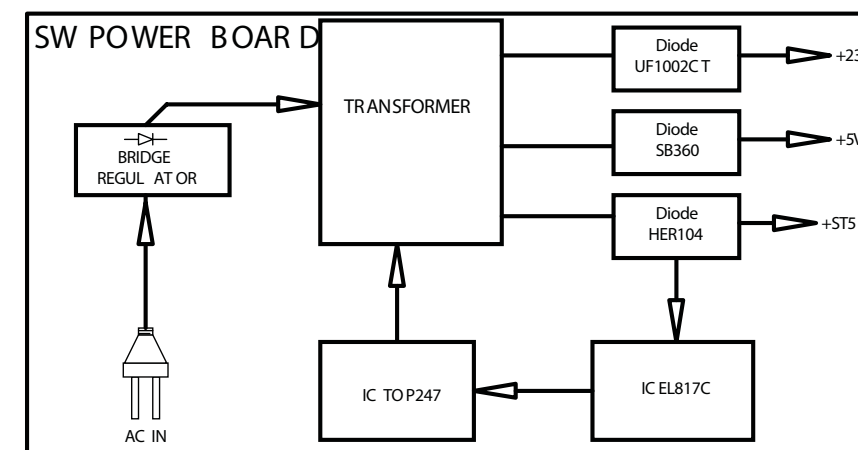 SW POWER BOARD
TRANSFORMER
Diode
UF1002CT
+23
BRIDGE
REGULATOR
Diode
SB360
+5V
Diode
HER104
+ST5
IC TOP247
IC EL817C
AC IN